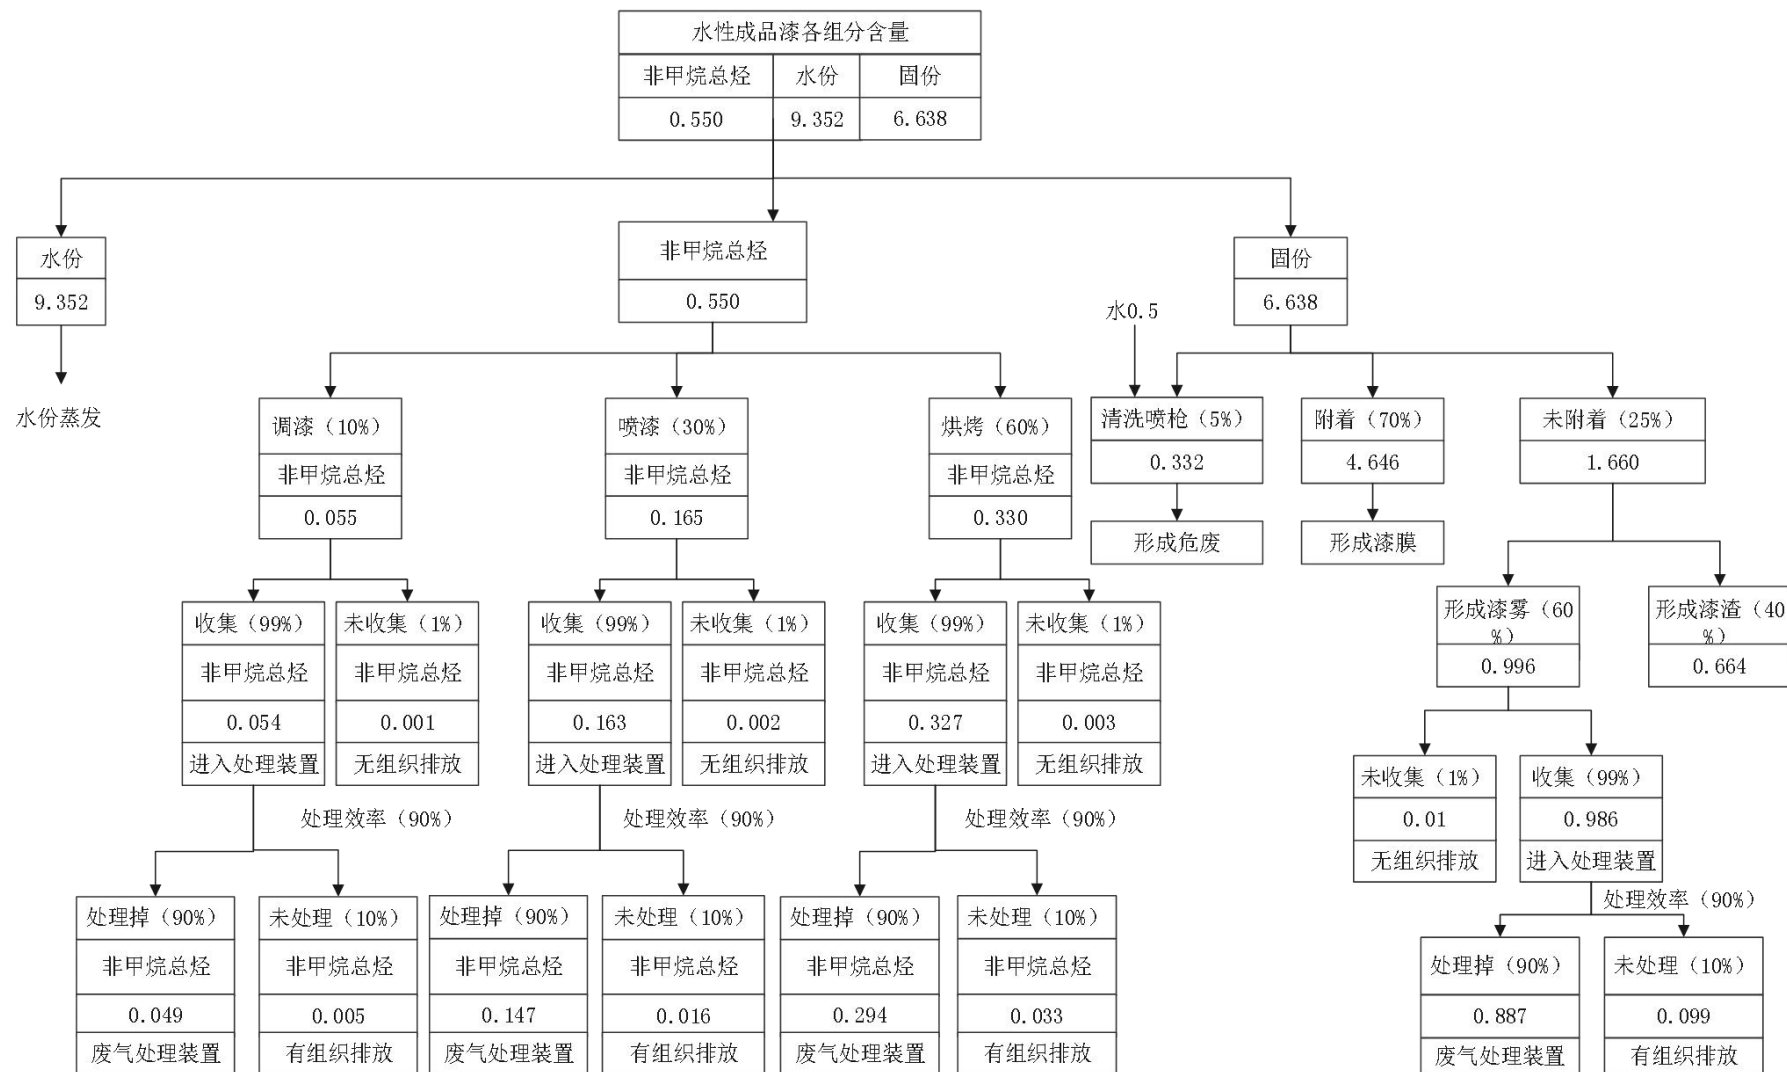 水性成品漆各组分含量
非甲烷总烃 水份 固份
0.550 9.352 6.638
水份
9.352
水份蒸发
非甲烷总烃
0.550
固份
6.638
水0.5
调漆（10%）
非甲烷总烃
0.055
喷漆（30%）
非甲烷总烃
0.165
烘烤（60%）
非甲烷总烃
0.330
清洗喷枪（5%）
0.332
形成危废
附着（70%）
4.646
形成漆膜
未附着（25%）
1.660
收集（99%）
非甲烷总烃
0.054
进入处理装置
未收集（1%）
非甲烷总烃
0.001
无组织排放
收集（99%）
非甲烷总烃
0.163
进入处理装置
未收集（1%）
非甲烷总烃
0.002
无组织排放
收集（99%）
非甲烷总烃
0.327
进入处理装置
未收集（1%）
非甲烷总烃
0.003
无组织排放
形成漆雾（60
%）
0.996
形成漆渣（40
%）
0.664
未收集（1%）
0.01
无组织排放
收集（99%）
0.986
进入处理装置
处理效率（90%）
处理效率（90%）
处理效率（90%）
处理效率（90%）
处理掉（90%）
非甲烷总烃
0.049
废气处理装置
未处理（10%）
非甲烷总烃
0.005
有组织排放
处理掉（90%）
非甲烷总烃
0.147
废气处理装置
未处理（10%）
非甲烷总烃
0.016
有组织排放
处理掉（90%）
非甲烷总烃
0.294
废气处理装置
未处理（10%）
非甲烷总烃
0.033
有组织排放
处理掉（90%）
0.887
废气处理装置
未处理（10%）
0.099
有组织排放